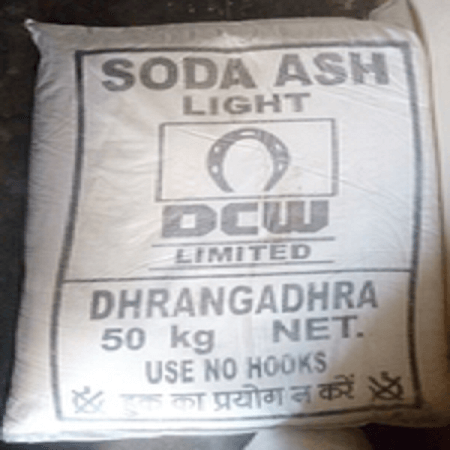 SODA ASH
LIGHT
DCW
LIMITED
DHRANGADHRA
50 kg NET.
USE NO HOOKS
हुक का प्रयोग न करें